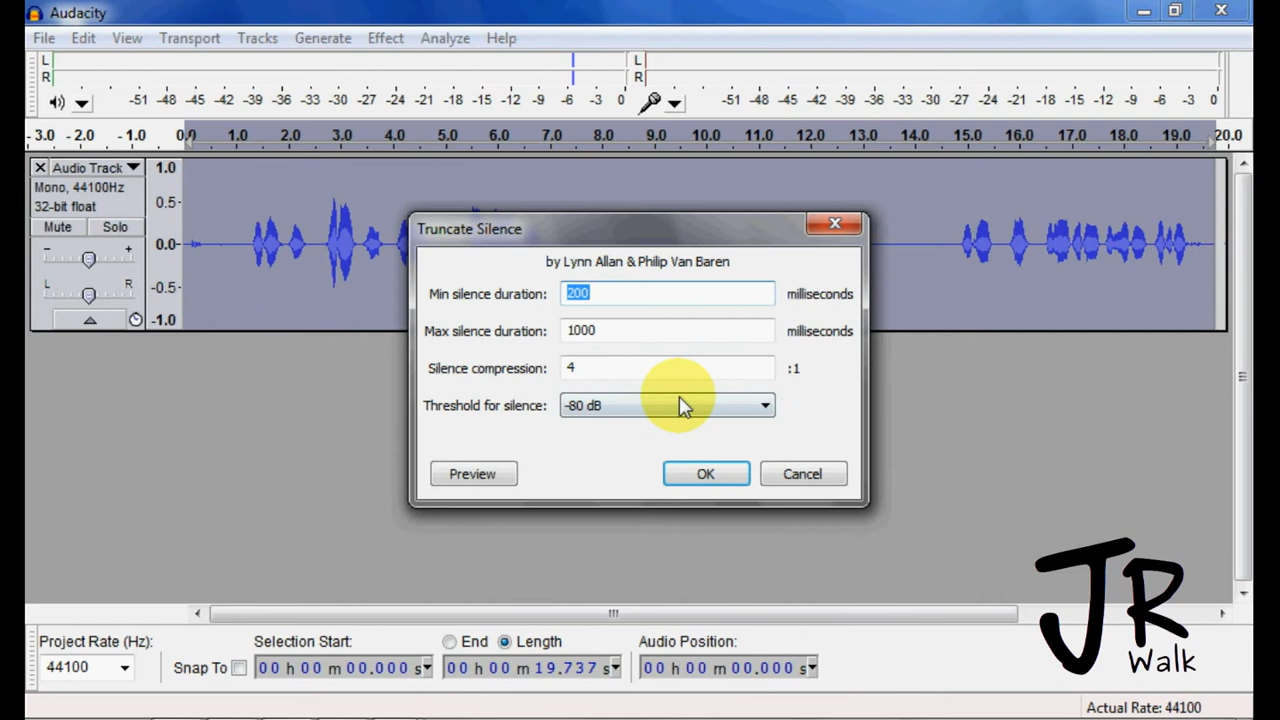 Audacity
File Edit View Transport Tracks Generate Effect Analyze Help
L
R
L
R
-51 -48 -45 -42 -39 -36 -33 -30 -27 -24 -21 -18 -15 -12 -9 -6 -3 0
-51 -48 -45 -42 -39 -36 -33 -30 -27 -24 -21 -18 -15 -12 -9 -6 -3 0
-3.0 -2.0 -1.0 0.0 1.0 2.0 3.0 4.0 5.0 6.0 7.0 8.0 9.0 10.0 11.0 12.0 13.0 14.0 15.0 16.0 17.0 18.0 19.0 20.0
Audio Track
Mono, 44100Hz
32-bit float
Mute Solo
- +
L R
1.0
0.5-
0.0-
-0.5-
-1.0
Truncate Silence
by Lynn Allan & Philip Van Baren
Min silence duration: 200 milliseconds
Max silence duration: 1000 milliseconds
Silence compression: 4 :1
Threshold for silence: -80 dB
Preview OK Cancel
JR
Walk
Project Rate (Hz): Selection Start: End Length Audio Position:
44100 Snap To 00 h 00 m 00.000 s 00 h 00 m 19.737 s 00 h 00 m 00.000 s
Actual Rate: 44100